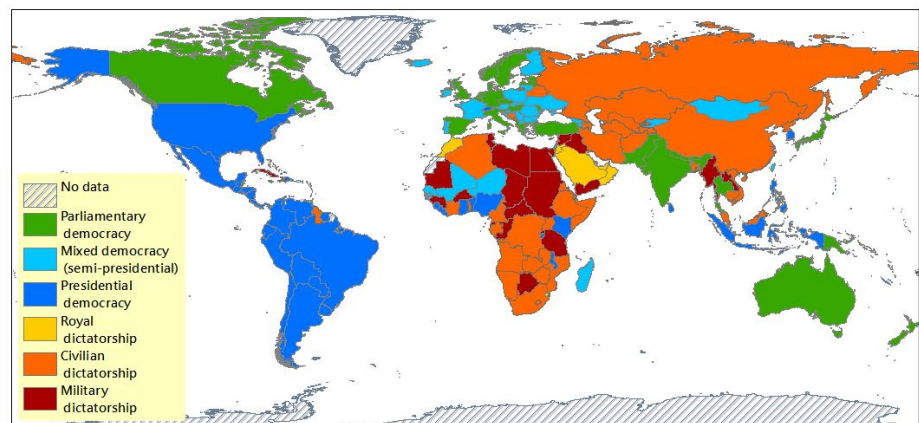 No data
Parliamentary
democracy
Mixed democracy
(semi-presidential)
Presidential
democracy
Royal
dictatorship
Civilian
dictatorship
Military
dictatorship